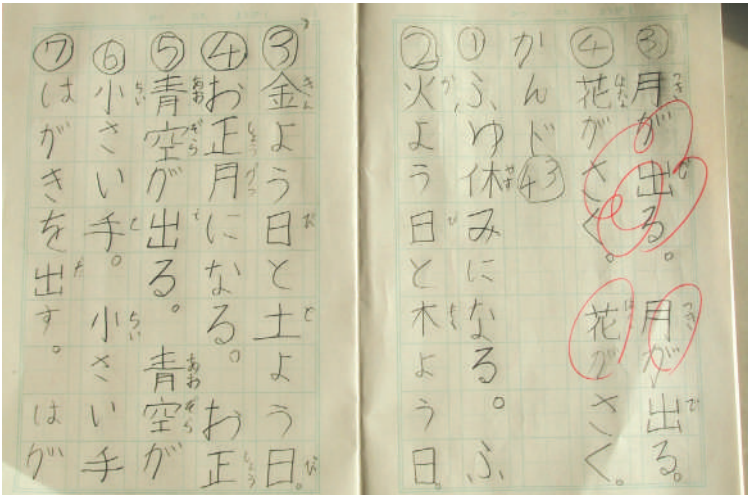 ③月が出る。月が出る。
④花がさく。花がさく。
かんド㊸
①ふゆ休みになる。ふ
②火よう日と木よう日。
③金よう日と土よう日。
④お正月になる。お正
⑤青空が出る。青空が
⑥小さい手。小さい手
⑦はがきを出す。はが